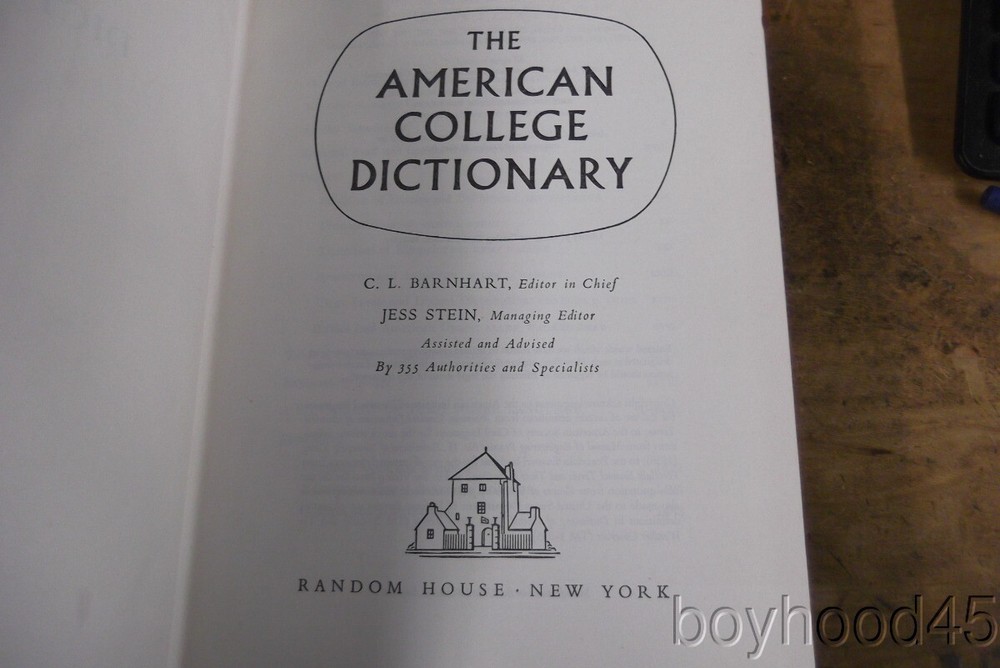 THE
AMERICAN
COLLEGE
DICTIONARY
C. L. BARNHART, Editor in Chief
JESS STEIN, Managing Editor
Assisted and Advised
By 355 Authorities and Specialists
RANDOM HOUSE · NEW YORK
boyhood45